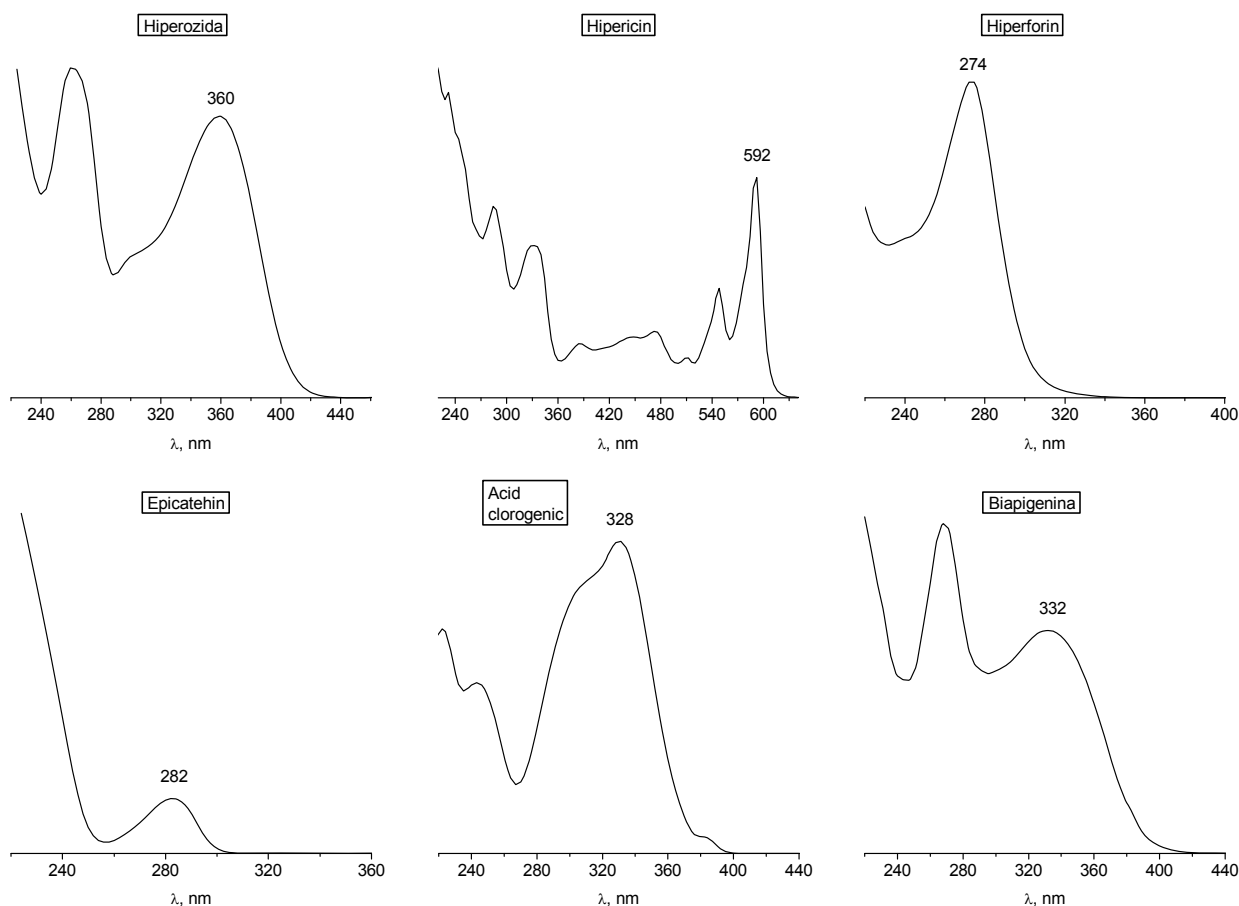 Hiperozida
360
240 280 320 360 400 440
λ, nm
Hipericin
592
240 300 360 420 480 540 600
λ, nm
Hiperforin
274
240 280 320 360 400
λ, nm
Epicatehin
282
240 280 320 360
λ, nm
Acid
clorogenic
328
240 280 320 360 400 440
λ, nm
Biapigenina
332
240 280 320 360 400 440
λ, nm